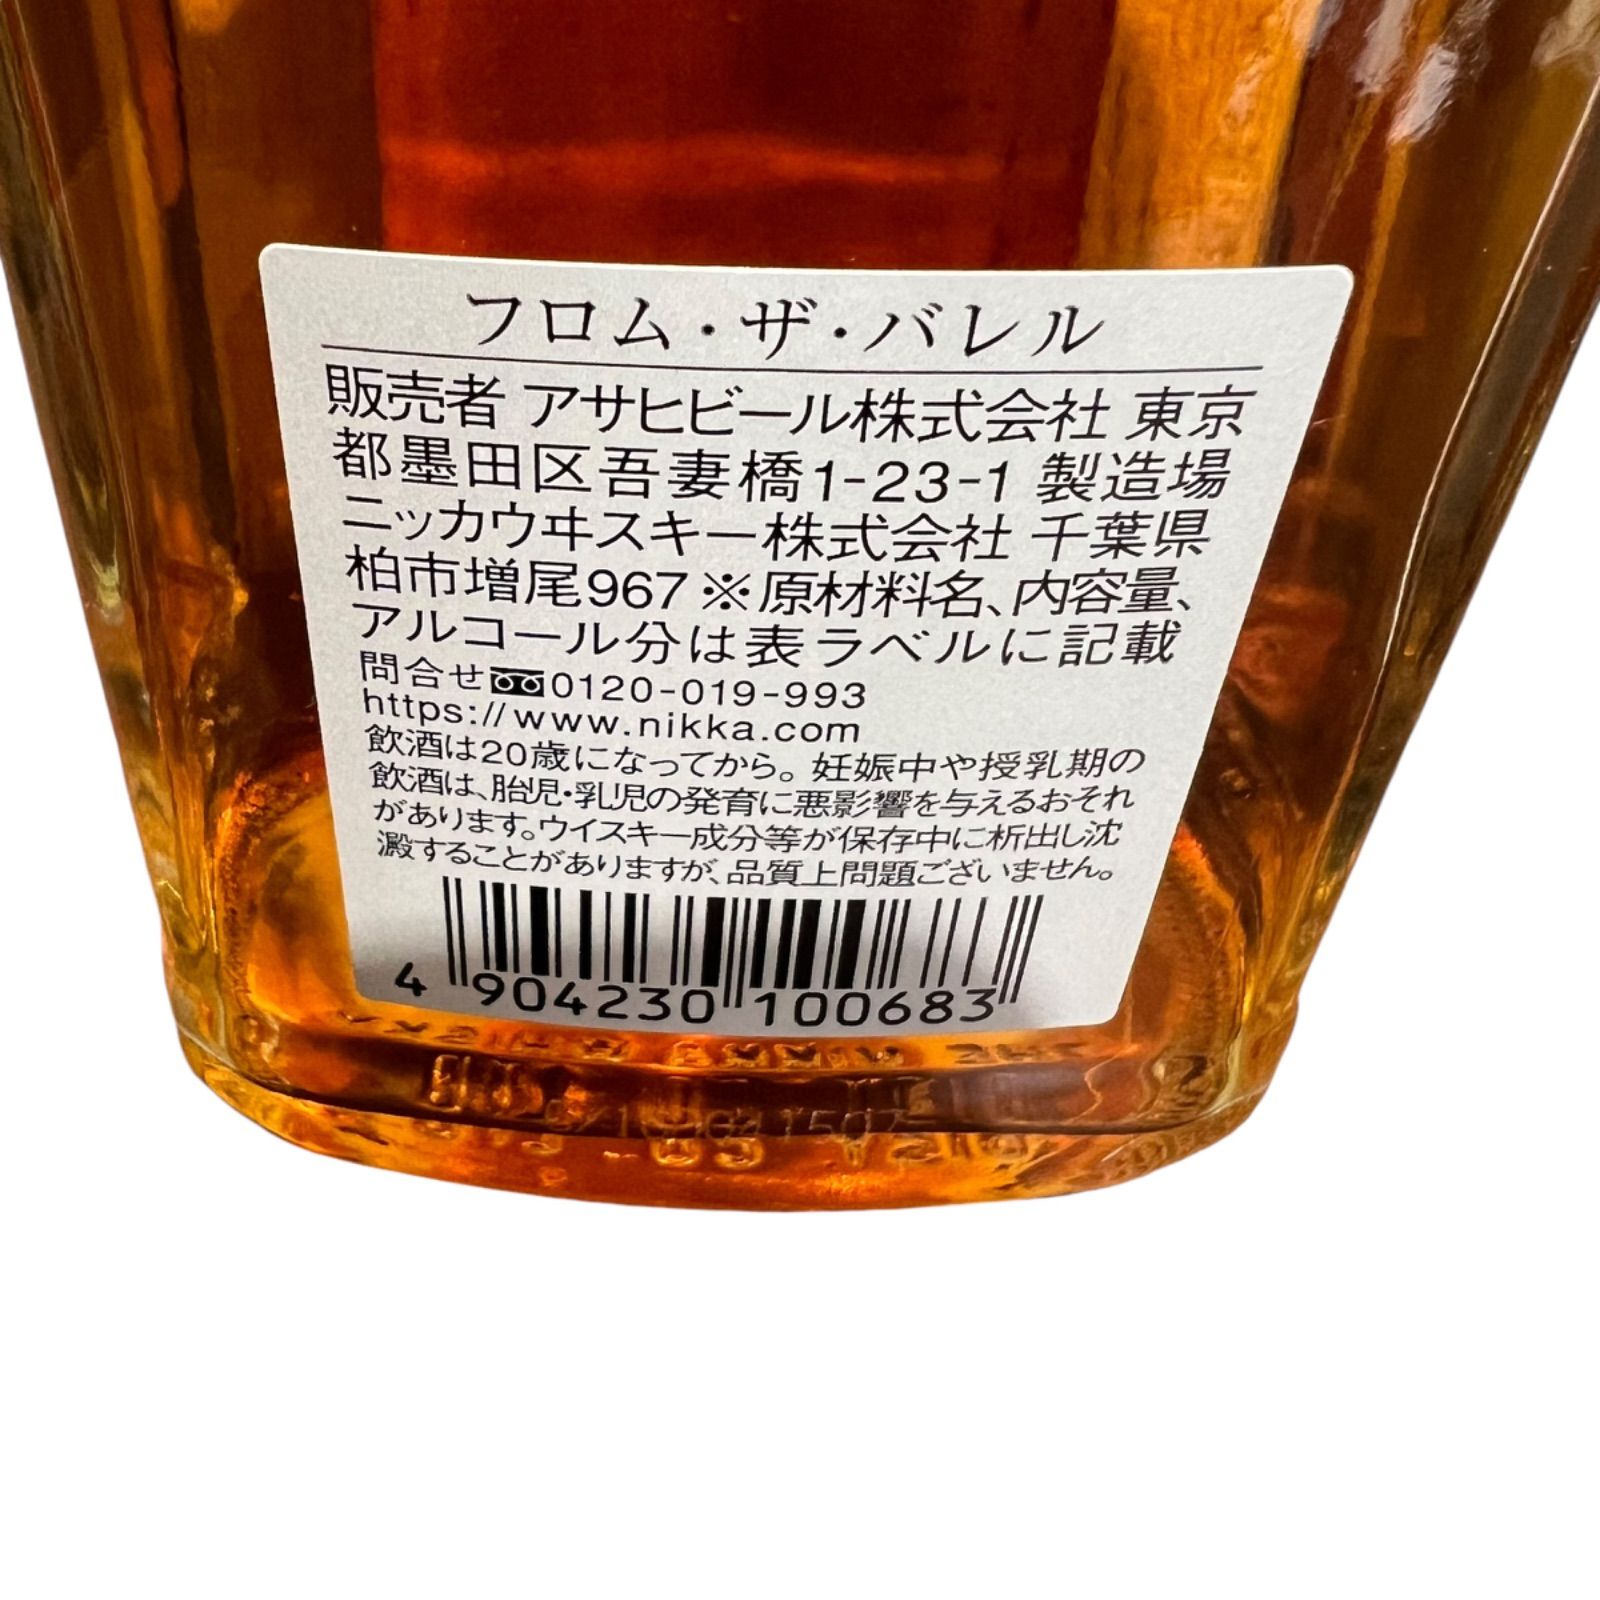 フロム・ザ・バレル
販売者 アサヒビール株式会社 東京
都墨田区吾妻橋1-23-1 製造場
ニッカウヰスキー株式会社 千葉県
柏市増尾967 ※原材料名、内容量、
アルコール分は表ラベルに記載
問合せ 0120-019-993
https://www.nikka.com
飲酒は20歳になってから。妊娠中や授乳期の
飲酒は、胎児・乳児の発育に悪影響を与えるおそれ
があります。ウイスキー成分等が保存中に析出し沈
澱することがありますが、品質上問題ございません。
4 904230 100683